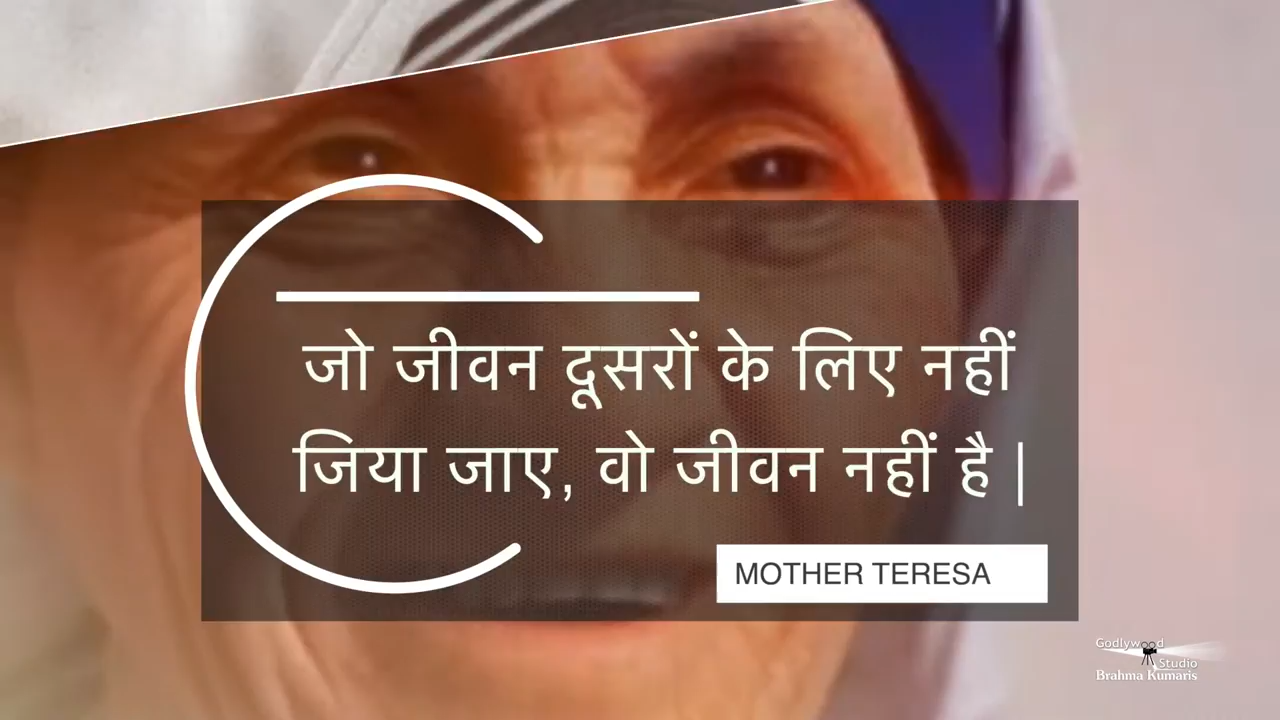 जो जीवन दूसरों के लिए नहीं
जिया जाए, वो जीवन नहीं है |
MOTHER TERESA
Godlywood
Studio
Brahma Kumaris